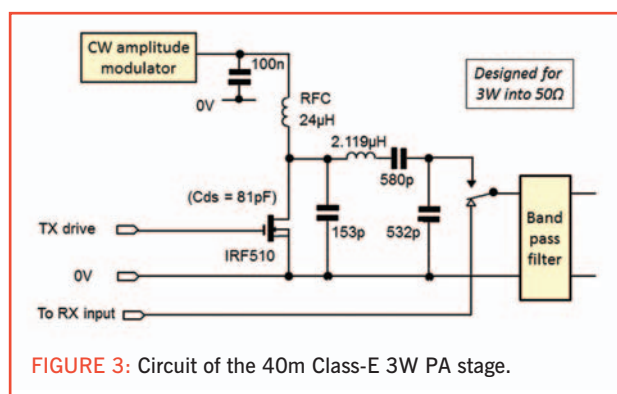 CW amplitude
modulator
100n
0V
RFC
24µH
Designed for
3W into 50Ω
2.119µH
580p
(Cds = 81pF)
TX drive
IRF510
153p
532p
Band
pass
filter
0V
To RX input
FIGURE 3: Circuit of the 40m Class-E 3W PA stage.